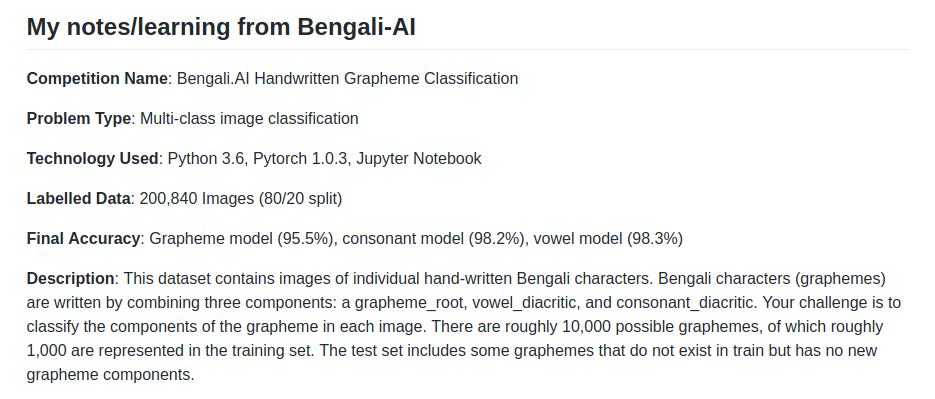 My notes/learning from Bengali-AI
Competition Name: Bengali.AI Handwritten Grapheme Classification
Problem Type: Multi-class image classification
Technology Used: Python 3.6, Pytorch 1.0.3, Jupyter Notebook
Labelled Data: 200,840 Images (80/20 split)
Final Accuracy: Grapheme model (95.5%), consonant model (98.2%), vowel model (98.3%)
Description: This dataset contains images of individual hand-written Bengali characters. Bengali characters (graphemes)
are written by combining three components: a grapheme_root, vowel_diacritic, and consonant_diacritic. Your challenge is to
classify the components of the grapheme in each image. There are roughly 10,000 possible graphemes, of which roughly
1,000 are represented in the training set. The test set includes some graphemes that do not exist in train but has no new
grapheme components.